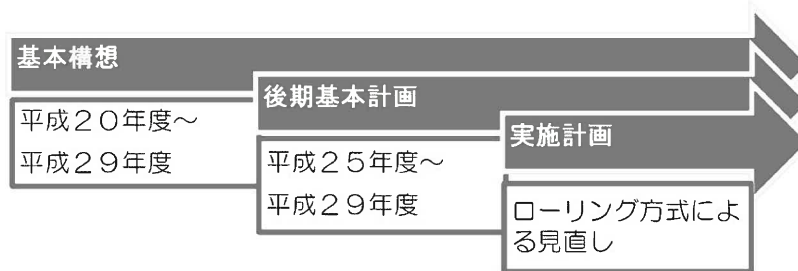 基本構想
平成２０年度～
平成２９年度
後期基本計画
平成２５年度～
平成２９年度
実施計画
ローリング方式によ
る見直し